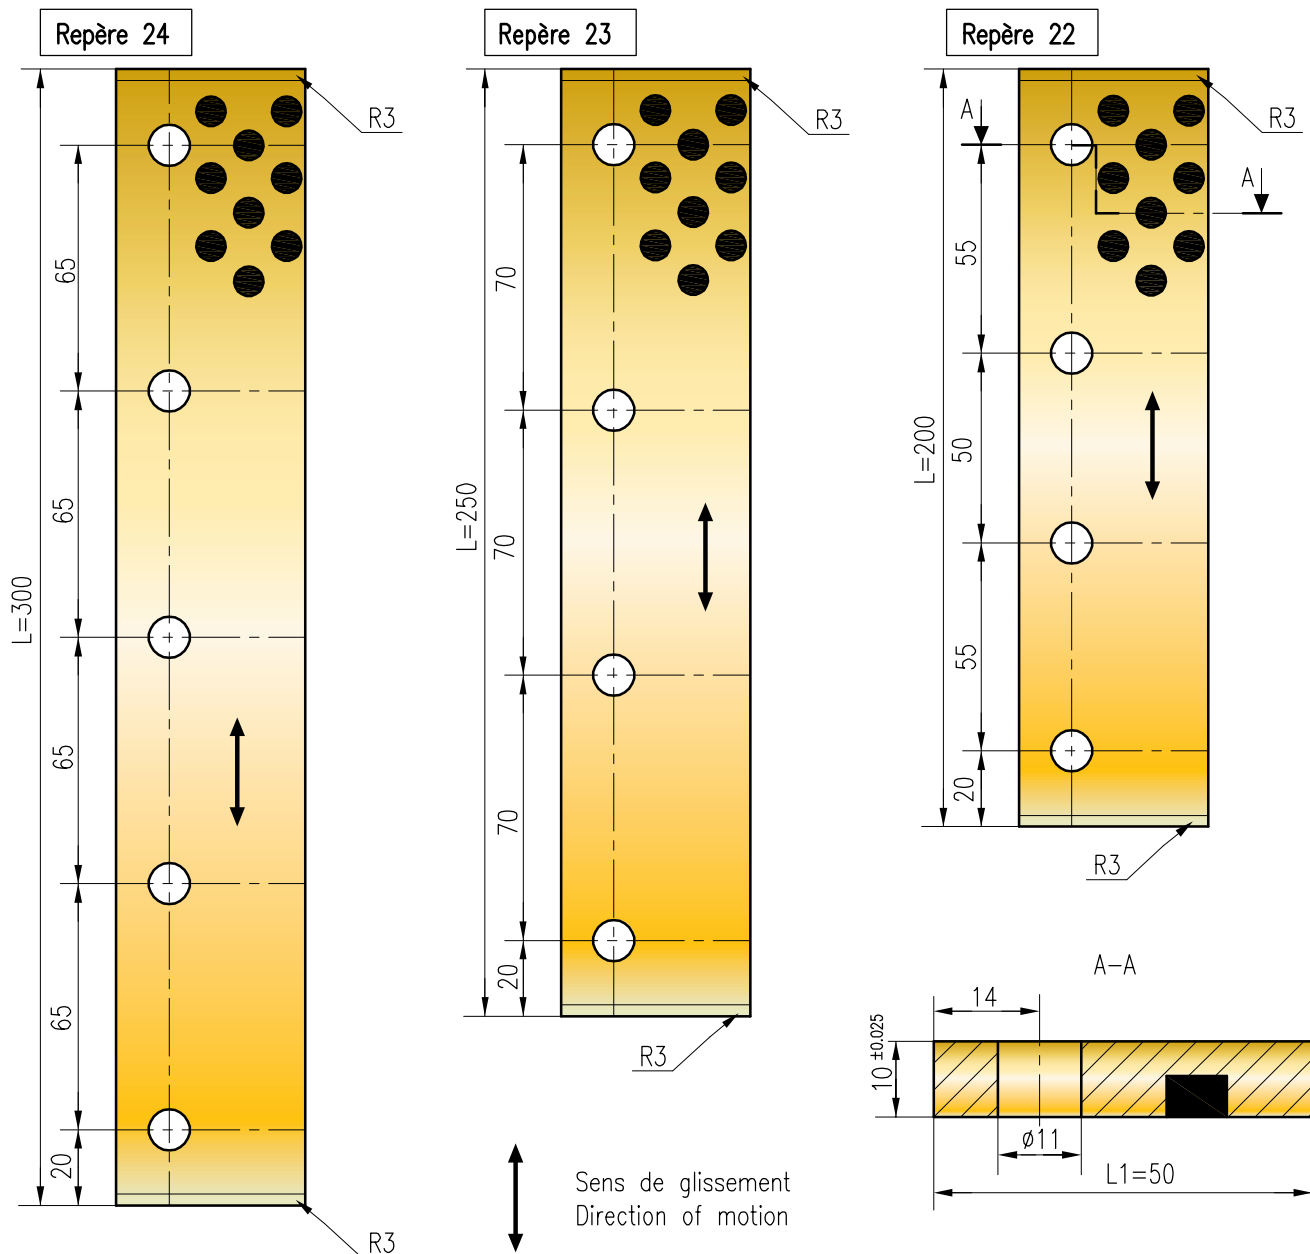 Repère 24
R3
65
65
65
65
20
L=300
R3
Repère 23
R3
70
70
70
20
L=250
R3
Repère 22
R3
A
A
55
50
55
20
L=200
R3
A-A
14
10 ±0.025
ø11
L1=50
Sens de glissement
Direction of motion